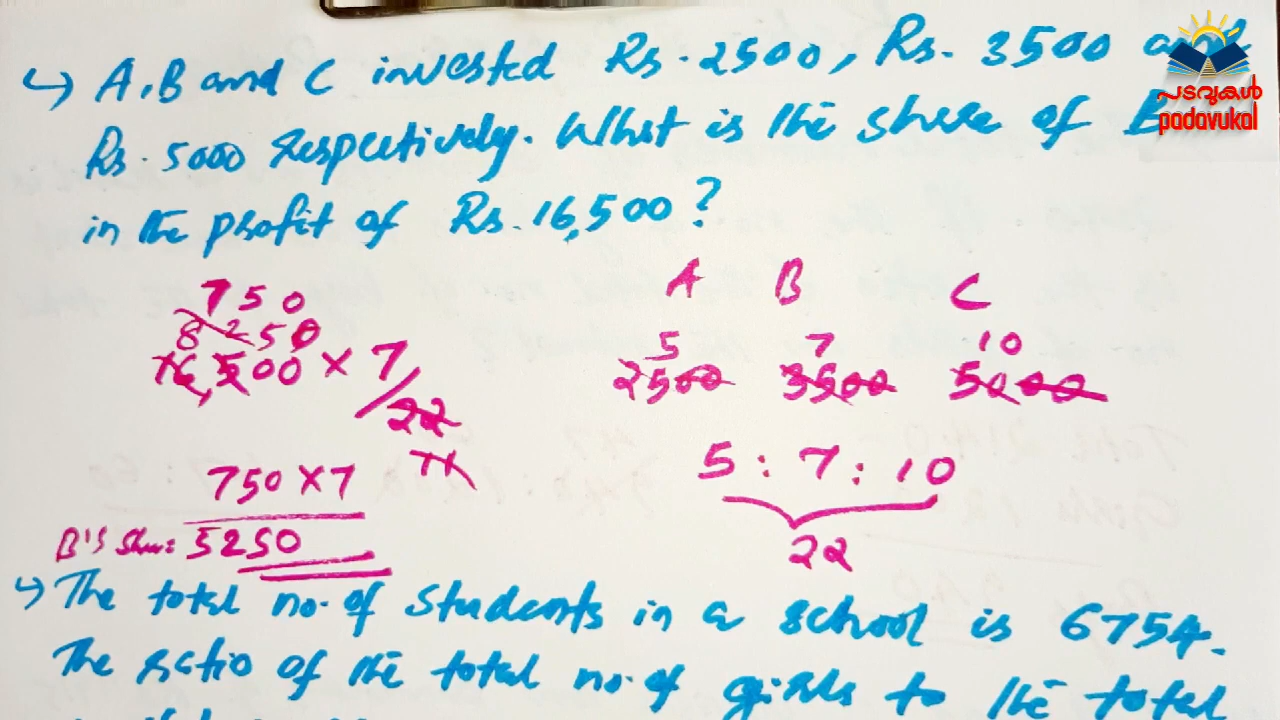 ↪ A, B and C invested Rs. 2500, Rs. 3500 and
Rs. 5000 respectively. What is the share of
in the profit of Rs. 16,500?
പടവുകൾ
padavukal
A B C
5 7 10
2500 3500 5000
5 : 7 : 10
22
750
8250
16,500 × 7/22
11
750 × 7
B's Share: 5250
↪ The total no. of students in a school is 6754.
The ratio of the total no. of girls to the total